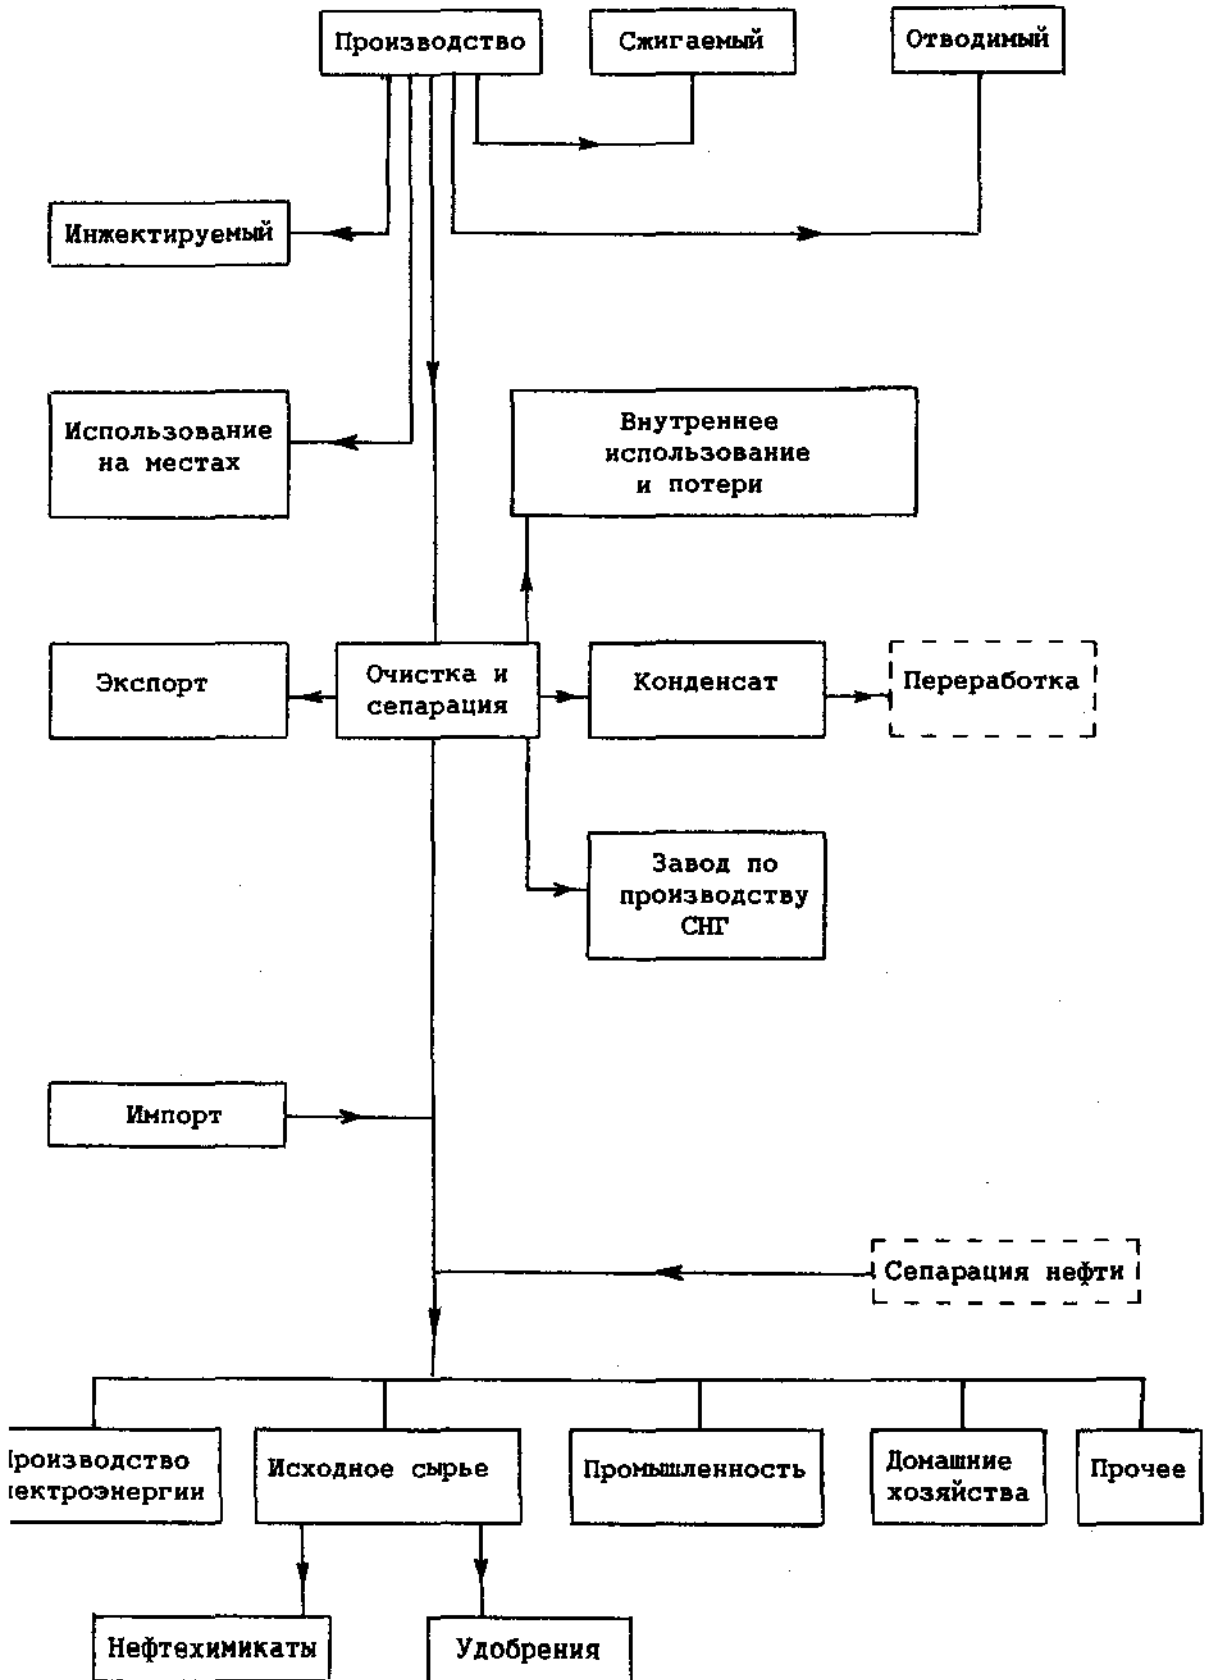 Производство
Сжигаемый
Отводимый
Инжектируемый
Использование
на местах
Внутреннее
использование
и потери
Экспорт
Очистка и
сепарация
Конденсат
Переработка
Завод по
производству
СНГ
Импорт
Сепарация нефти
роизводство
лектроэнергии
Исходное сырье
Промышленность
Домашние
хозяйства
Прочее
Нефтехимикаты
Удобрения